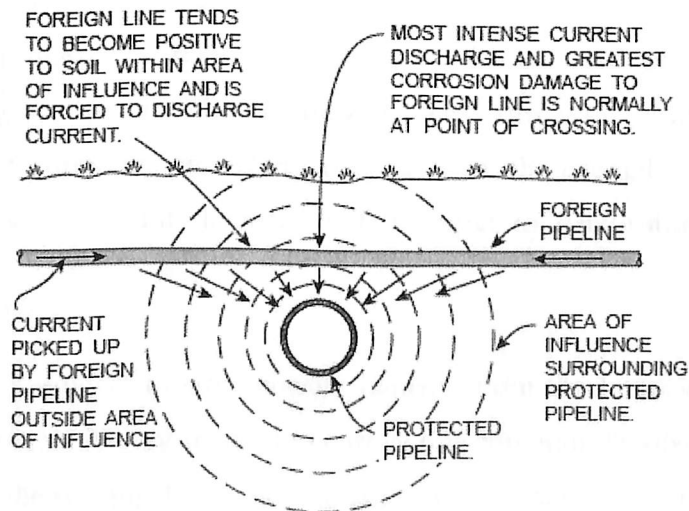 FOREIGN LINE TENDS
TO BECOME POSITIVE
TO SOIL WITHIN AREA
OF INFLUENCE AND IS
FORCED TO DISCHARGE
CURRENT.
MOST INTENSE CURRENT
DISCHARGE AND GREATEST
CORROSION DAMAGE TO
FOREIGN LINE IS NORMALLY
AT POINT OF CROSSING.
FOREIGN
PIPELINE
CURRENT
PICKED UP
BY FOREIGN
PIPELINE
OUTSIDE AREA
OF INFLUENCE
AREA OF
INFLUENCE
SURROUNDING
PROTECTED
PIPELINE.
PROTECTED
PIPELINE.